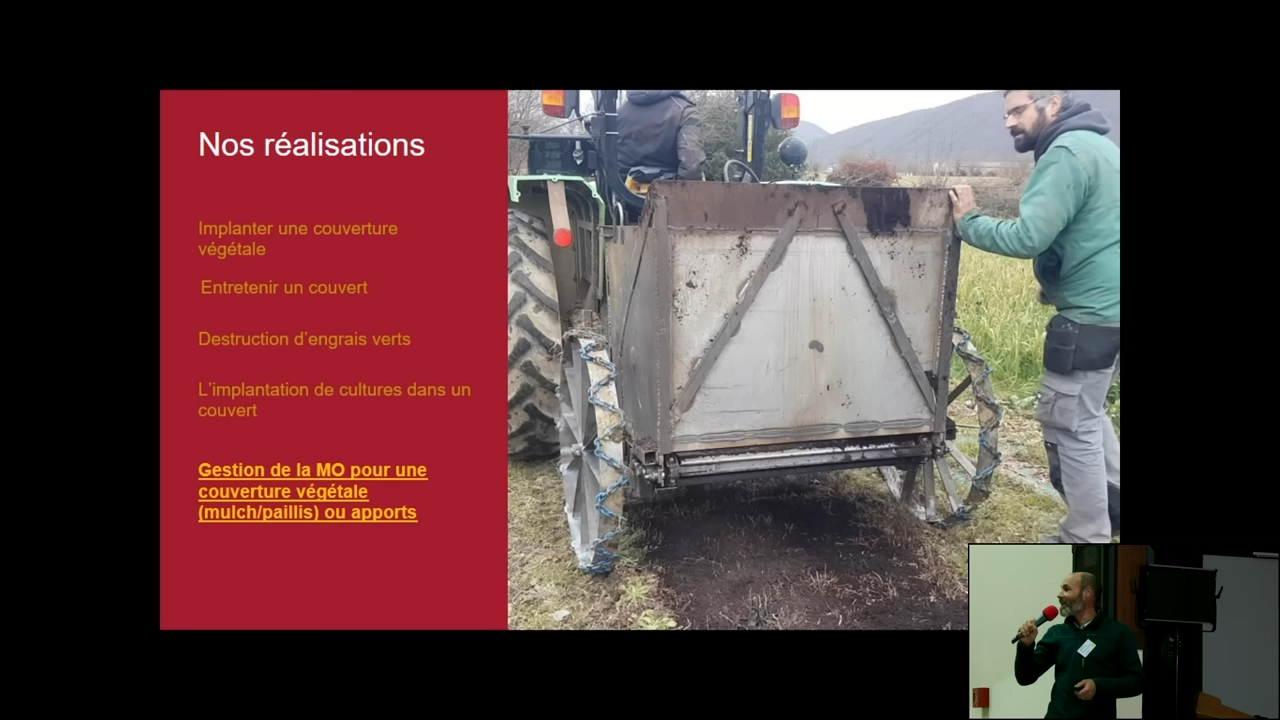 Nos réalisations
Implanter une couverture
végétale
Entretenir un couvert
Destruction d’engrais verts
L’implantation de cultures dans un
couvert
Gestion de la MO pour une
couverture végétale
(mulch/paillis) ou apports